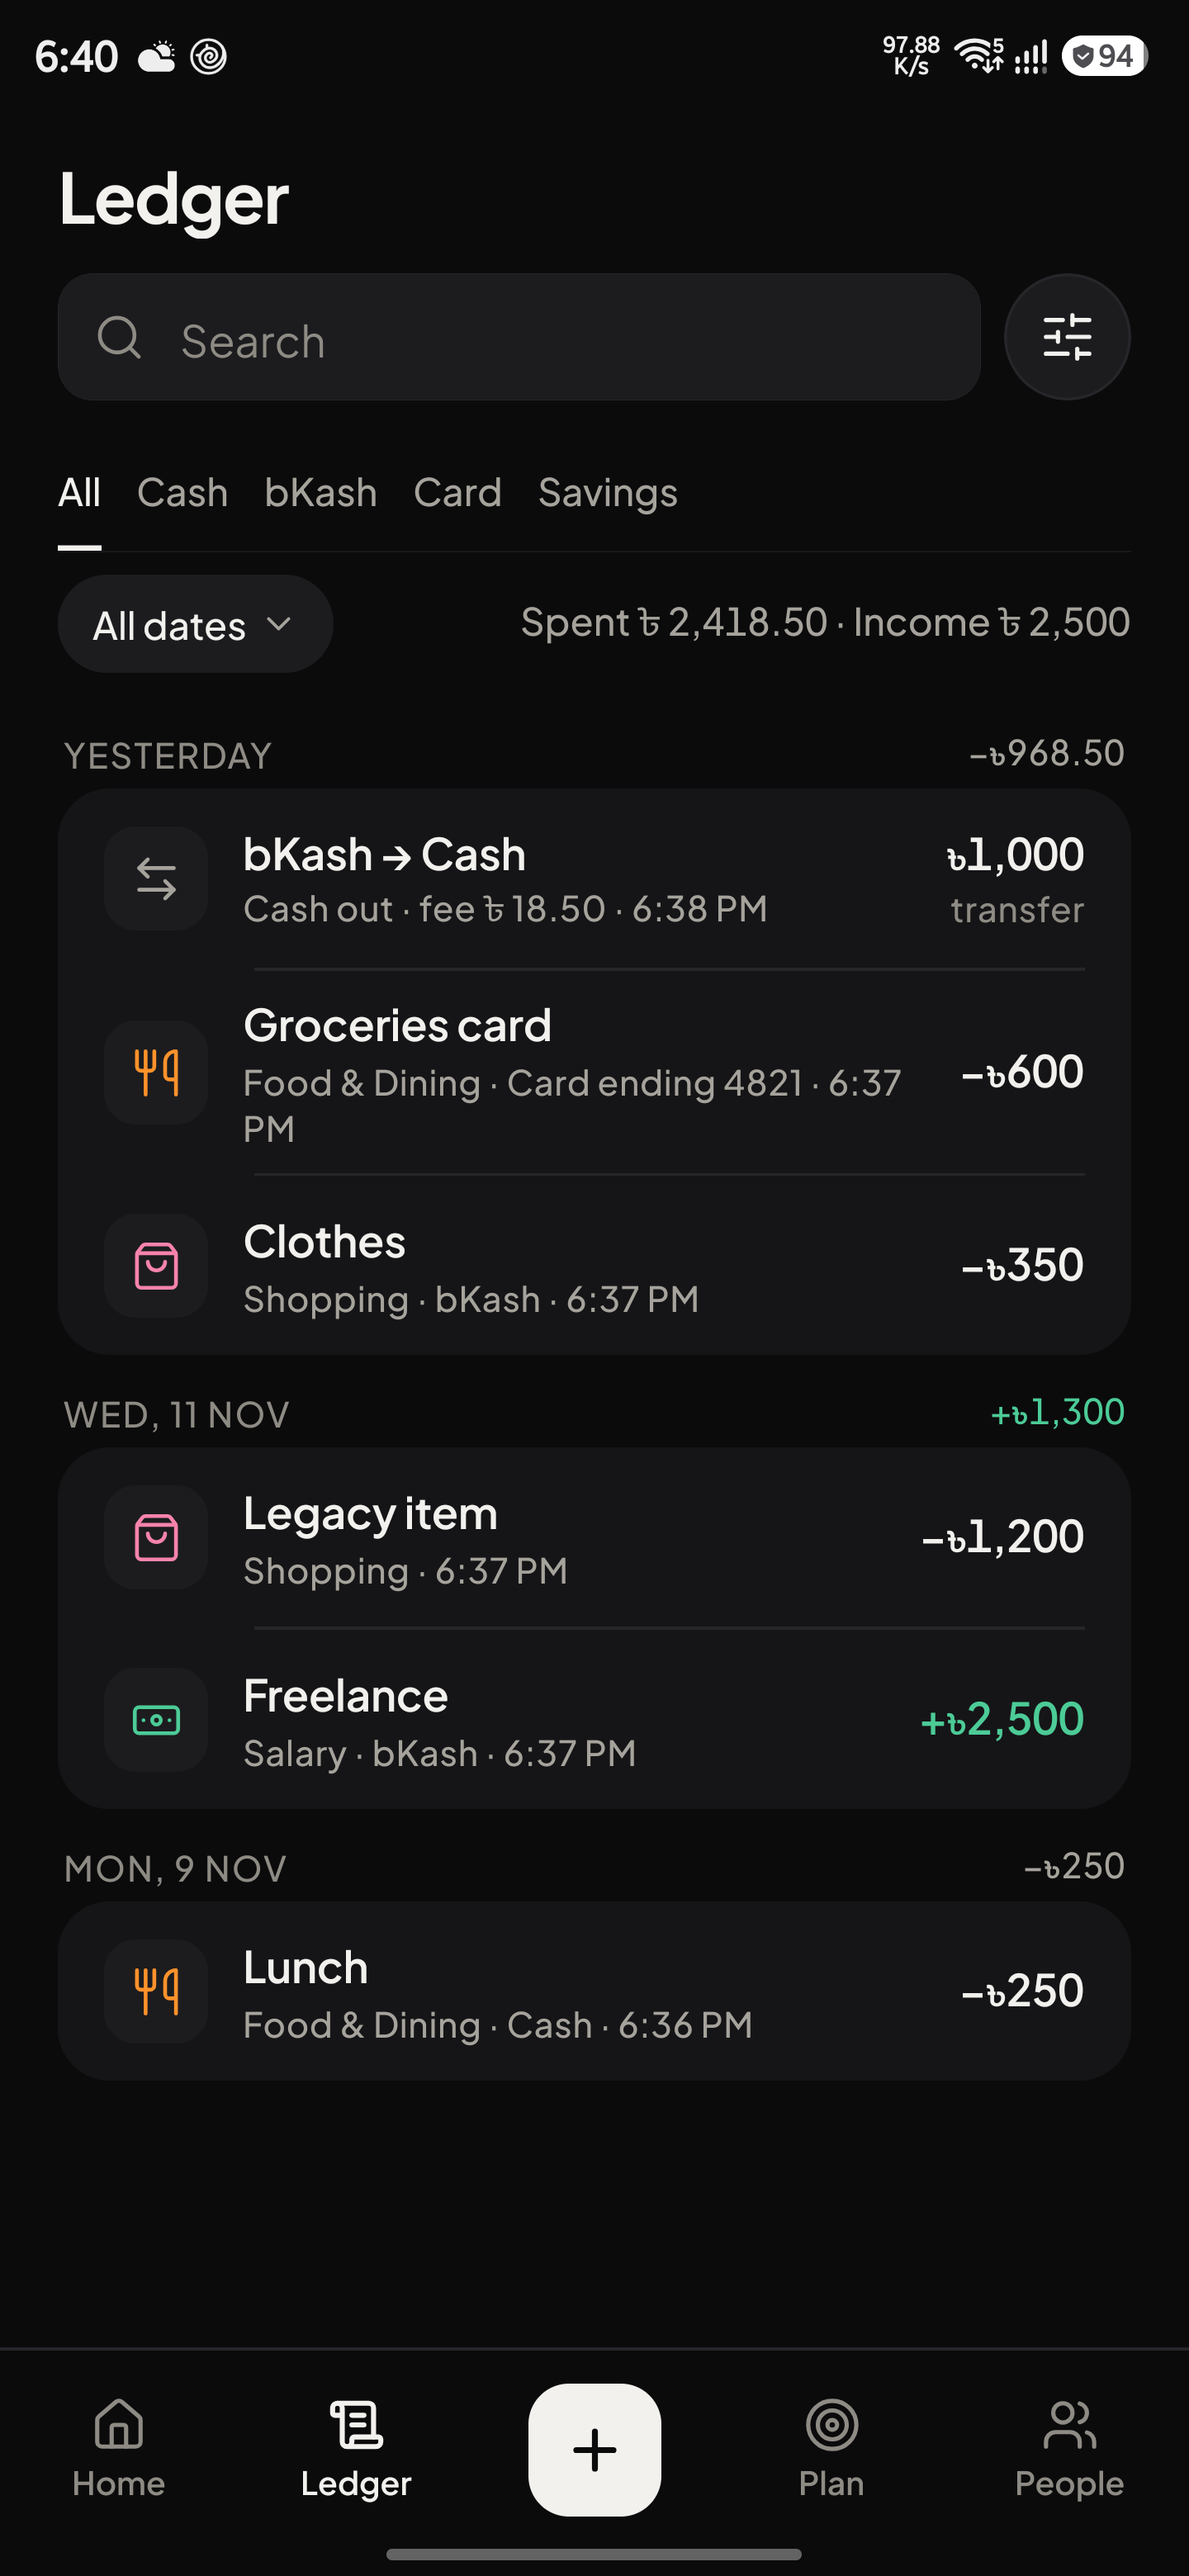 6:40
97.88 K/s
5
94
Ledger
Search
All Cash bKash Card Savings
All dates
Spent ৳ 2,418.50 · Income ৳ 2,500
YESTERDAY
−৳968.50
bKash → Cash
৳1,000
Cash out · fee ৳ 18.50 · 6:38 PM
transfer
Groceries card
Food & Dining · Card ending 4821 · 6:37
PM
−৳600
Clothes
Shopping · bKash · 6:37 PM
−৳350
WED, 11 NOV
+৳1,300
Legacy item
Shopping · 6:37 PM
−৳1,200
Freelance
Salary · bKash · 6:37 PM
+৳2,500
MON, 9 NOV
−৳250
Lunch
Food & Dining · Cash · 6:36 PM
−৳250
Home
Ledger
Plan
People